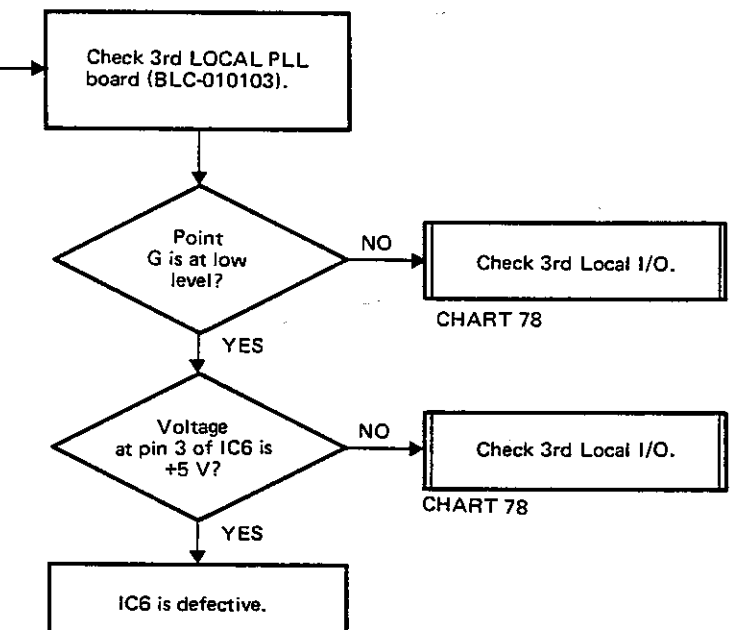 Check 3rd LOCAL PLL
board (BLC-010103).
Point
G is at low
level?
NO
Check 3rd Local I/O.
CHART 78
YES
Voltage
at pin 3 of IC6 is
+5 V?
NO
Check 3rd Local I/O.
CHART 78
YES
IC6 is defective.